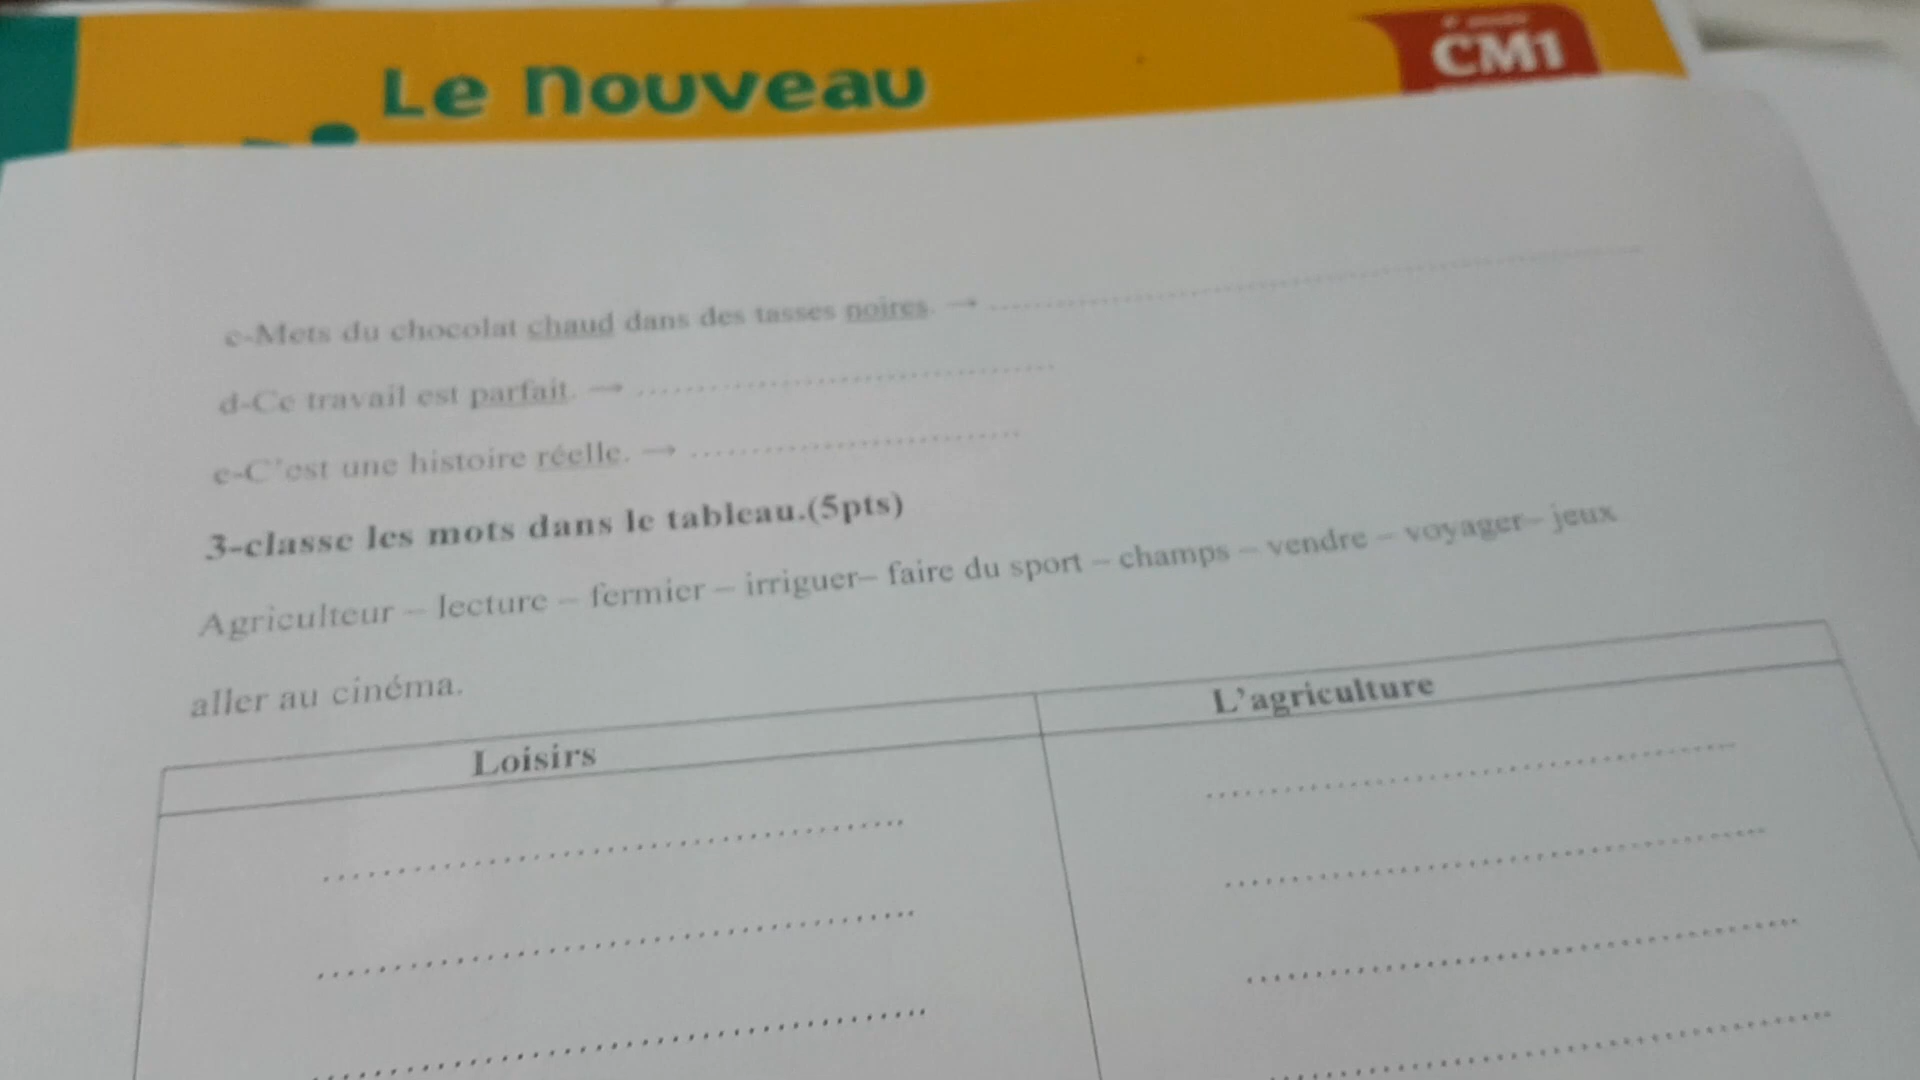 Le nouveau
CM1
c-Mets du chocolat chaud dans des tasses noires. → ........................................
d-Ce travail est parfait. → ........................................
e-C'est une histoire réelle. → ........................................
3-classe les mots dans le tableau.(5pts)
Agriculteur – lecture – fermier – irriguer– faire du sport – champs – vendre – voyager– jeux
aller au cinéma.
Loisirs
L'agriculture